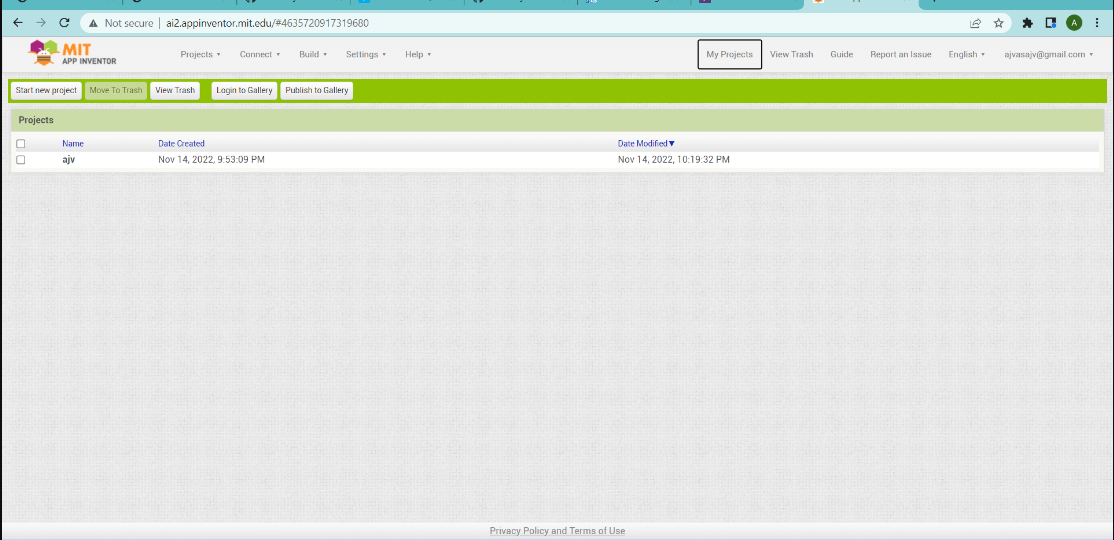 Not secure | ai2.appinventor.mit.edu/#4635720917319680
A
MIT
APP INVENTOR
Projects Connect Build Settings Help My Projects View Trash Guide Report an Issue English ajvasajv@gmail.com
Start new project Move To Trash View Trash Login to Gallery Publish to Gallery
Projects
Name Date Created Date Modified
ajv Nov 14, 2022, 9:53:09 PM Nov 14, 2022, 10:19:32 PM
Privacy Policy and Terms of Use